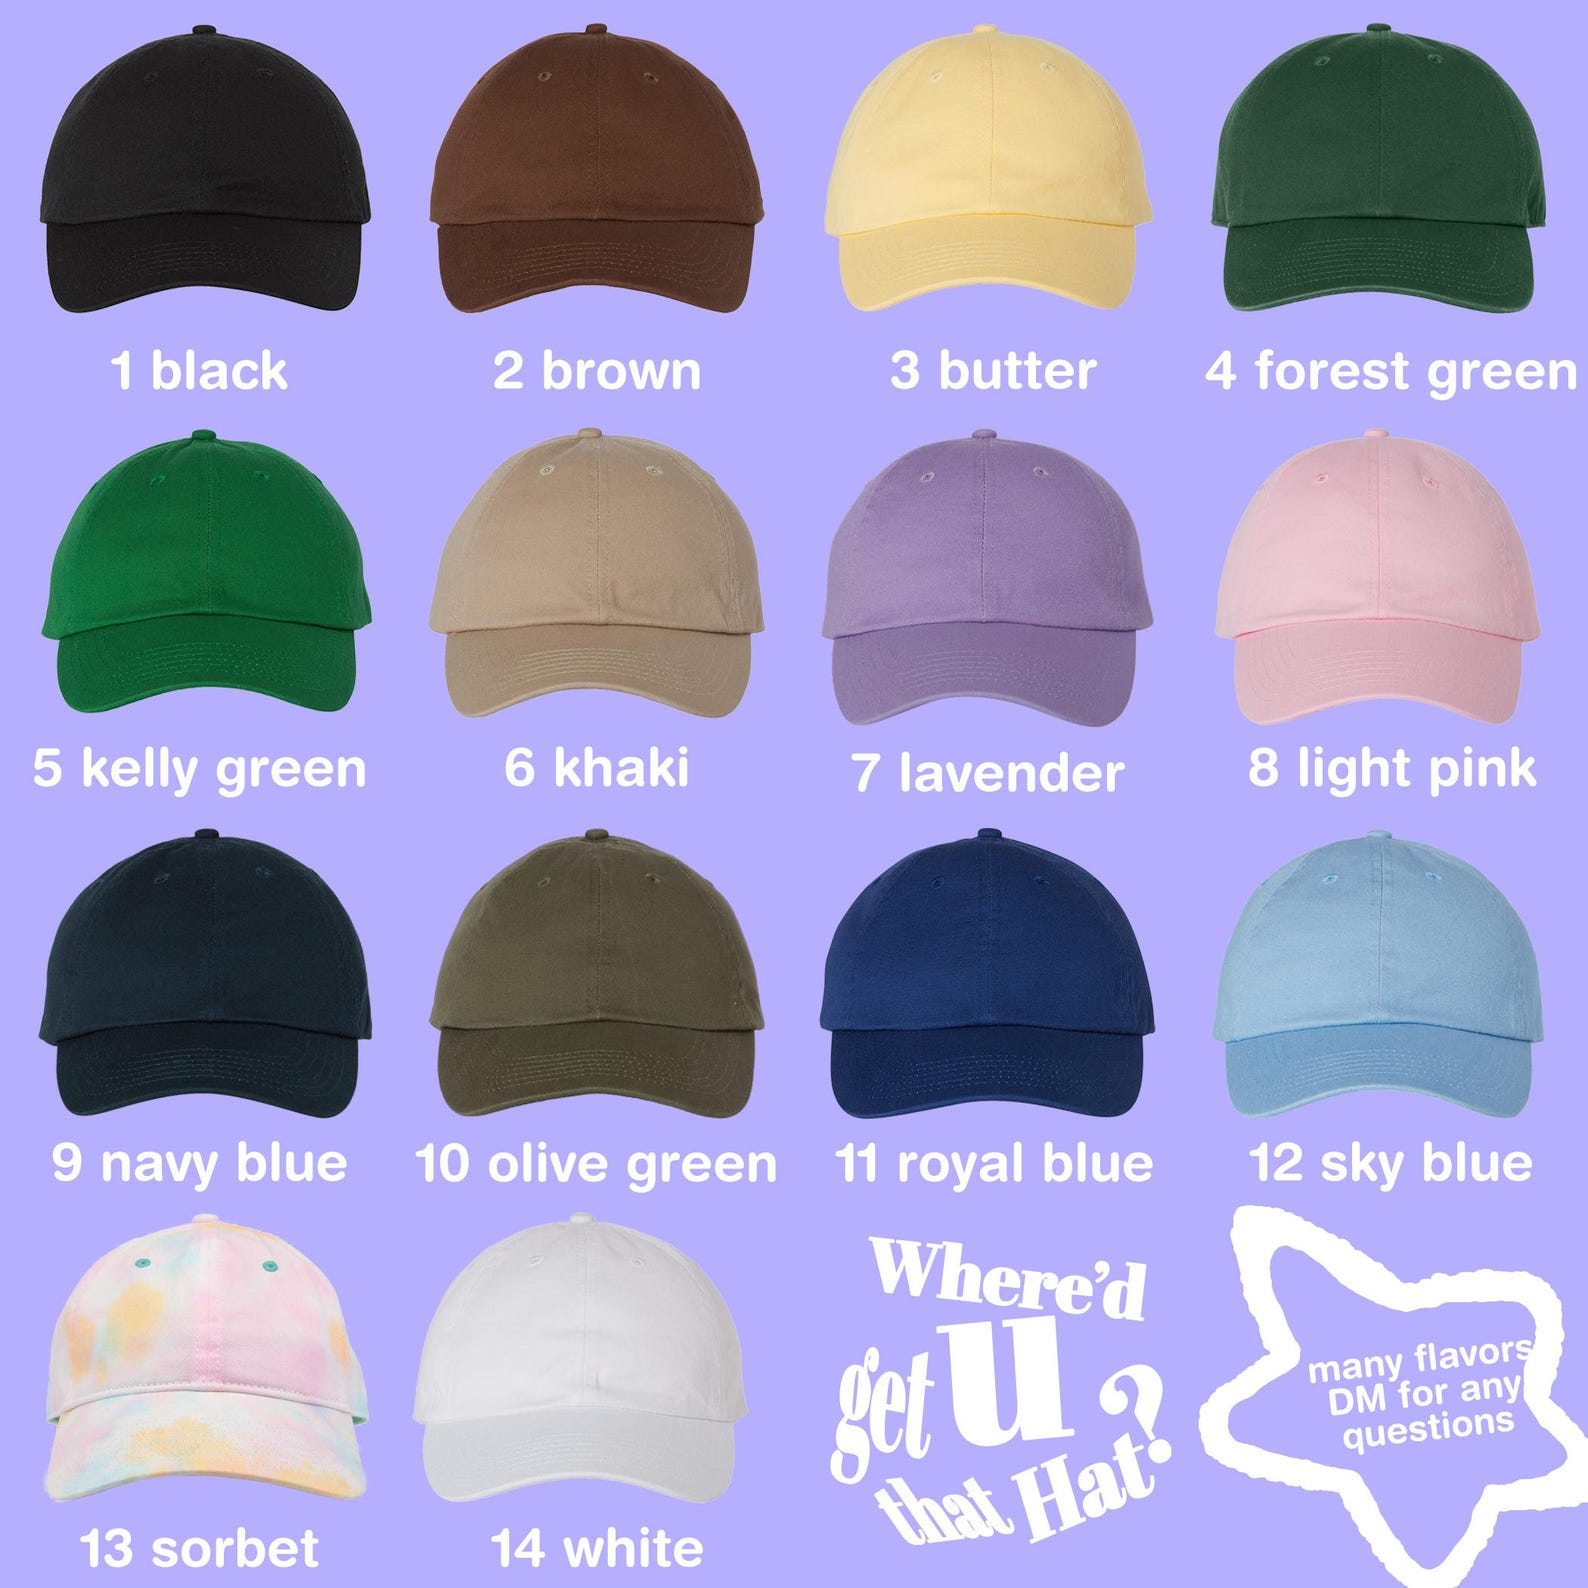 1 black
2 brown
3 butter
4 forest green
5 kelly green
6 khaki
7 lavender
8 light pink
9 navy blue
10 olive green
11 royal blue
12 sky blue
13 sorbet
14 white
Where'd
get u
that Hat?
many flavors
DM for any
questions